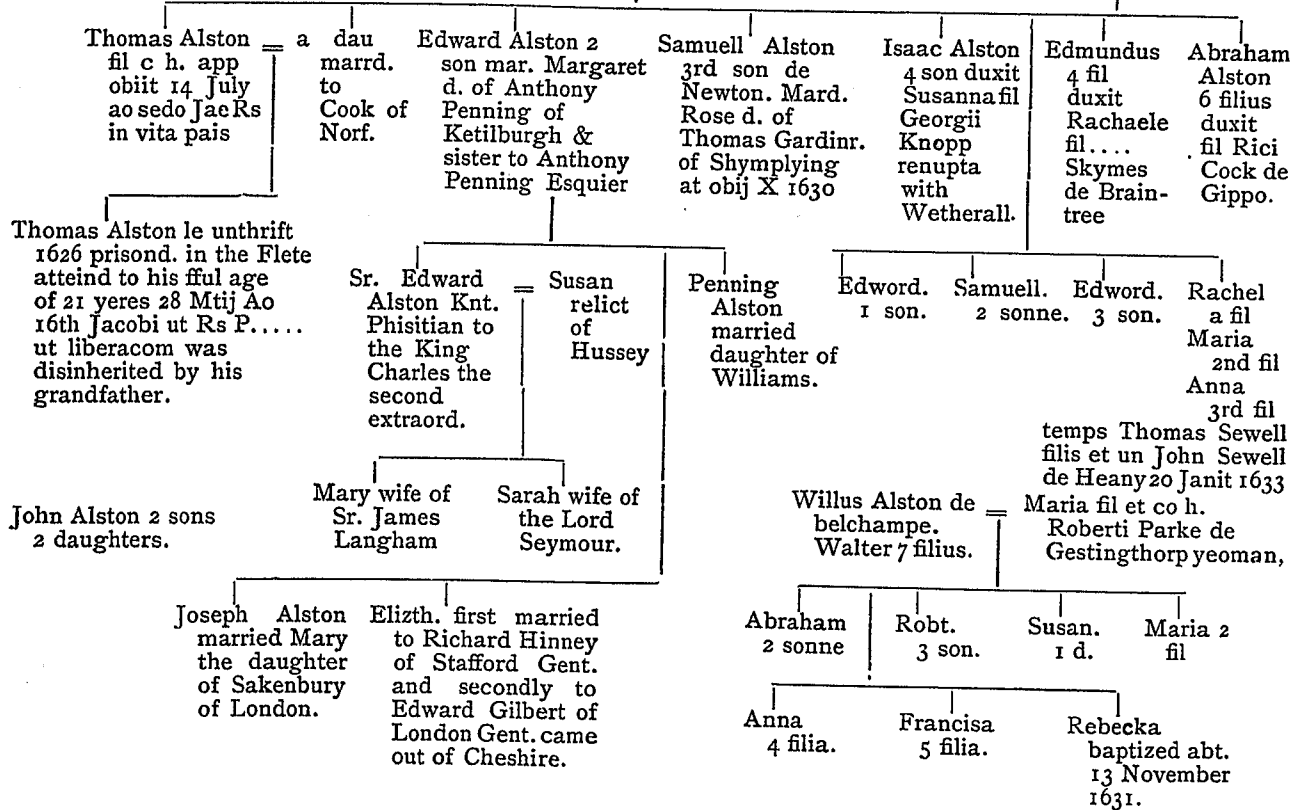 Thomas Alston
fil c h. app
obiit 14 July
ao sedo Jac Rs
in vita pais
a dau
marrd.
to
Cook of
Norf.
Edward Alston 2
son mar. Margaret
d. of Anthony
Penning of
Ketilburgh &
sister to Anthony
Penning Esquier
Samuell Alston
3rd son de
Newton. Mard.
Rose d. of
Thomas Gardinr.
of Shymplying
at obij X 1630
Isaac Alston
4 son duxit
Susanna fil
Georgii
Knopp
renupta
with
Wetherall.
Edmundus
4 fil
duxit
Rachaele
fil....
Skymes
de Brain-
tree
Abraham
Alston
6 filius
duxit
fil Rici
Cock de
Gippo.
Thomas Alston le unthrift
1626 prisond. in the Flete
atteind to his fful age
of 21 yeres 28 Mtij Ao
16th Jacobi ut Rs P.....
ut liberacom was
disinherited by his
grandfather.
Sr. Edward
Alston Knt.
Phisitian to
the King
Charles the
second
extraord.
Susan
relict
of
Hussey
Penning
Alston
married
daughter of
Williams.
Edword.
1 son.
Samuell.
2 sonne.
Edword.
3 son.
Rachel
a fil
Maria
2nd fil
Anna
3rd fil
temps Thomas Sewell
filis et un John Sewell
de Heany 20 Janit 1633
John Alston 2 sons
2 daughters.
Mary wife of
Sr. James
Langham
Sarah wife of
the Lord
Seymour.
Willus Alston de
belchampe.
Walter 7 filius.
Maria fil et co h.
Roberti Parke de
Gestingthorp yeoman,
Joseph Alston
married Mary
the daughter
of Sakenbury
of London.
Elizth. first married
to Richard Hinney
of Stafford Gent.
and secondly to
Edward Gilbert of
London Gent. came
out of Cheshire.
Abraham
2 sonne
Robt.
3 son.
Susan.
1 d.
Maria 2
fil
Anna
4 filia.
Francisa
5 filia.
Rebecka
baptized abt.
13 November
1631.